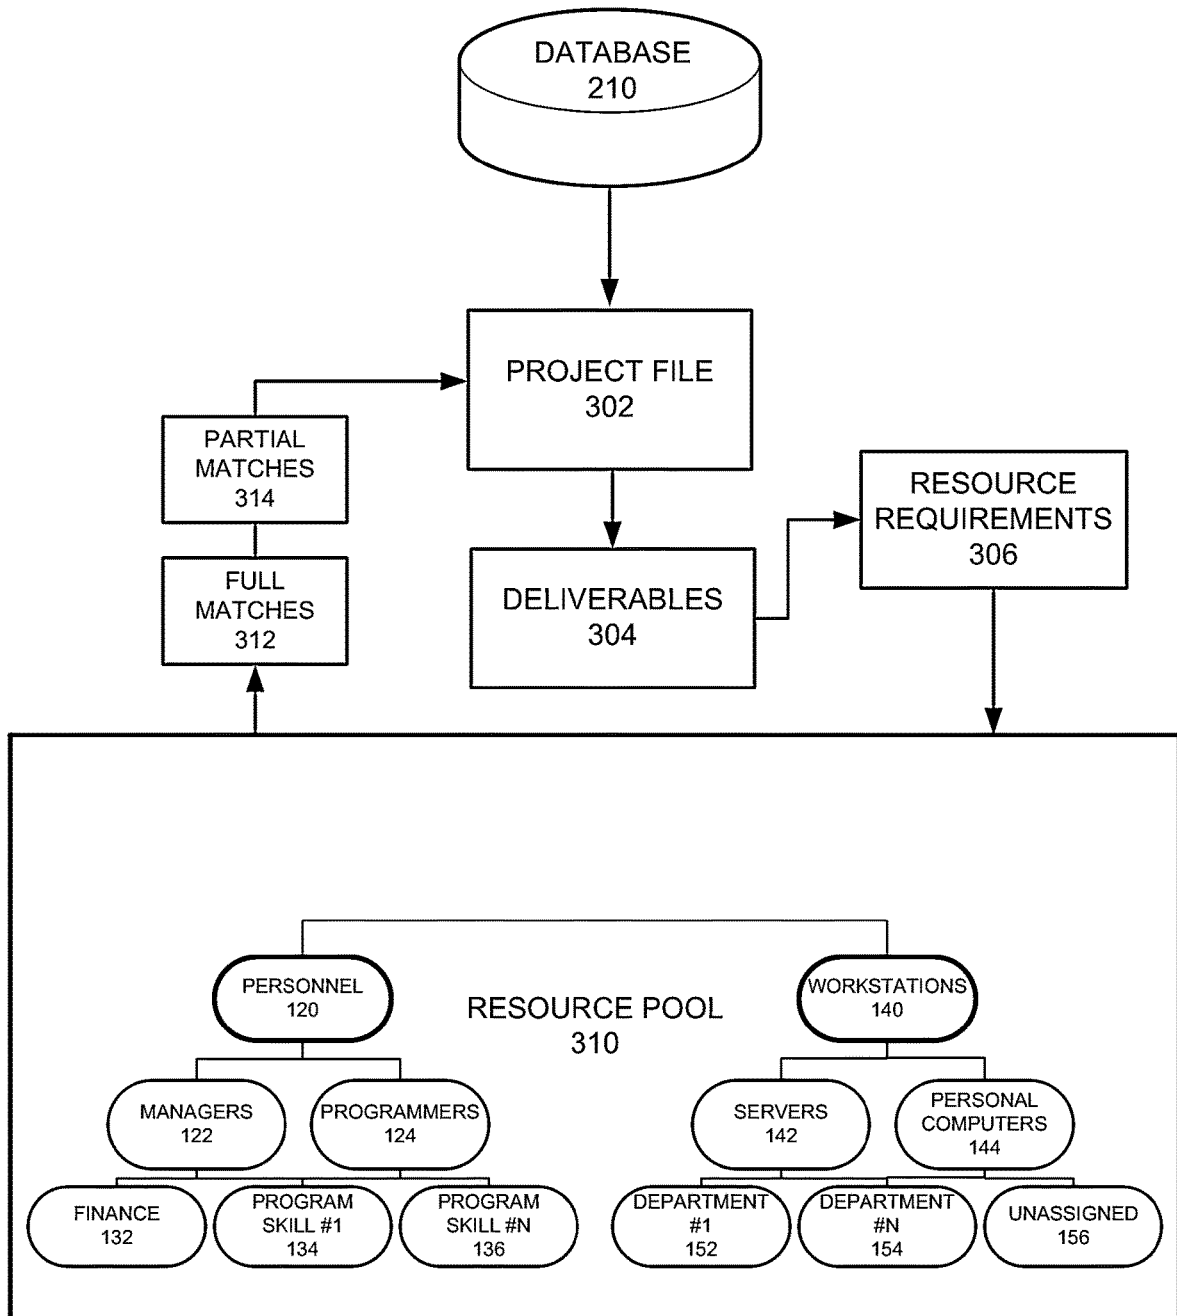 DATABASE
210
PROJECT FILE
302
PARTIAL
MATCHES
314
RESOURCE
REQUIREMENTS
306
FULL
MATCHES
312
DELIVERABLES
304
PERSONNEL
120
RESOURCE POOL
310
WORKSTATIONS
140
MANAGERS
122
PROGRAMMERS
124
SERVERS
142
PERSONAL
COMPUTERS
144
FINANCE
132
PROGRAM
SKILL #1
134
PROGRAM
SKILL #N
136
DEPARTMENT
#1
152
DEPARTMENT
#N
154
UNASSIGNED
156